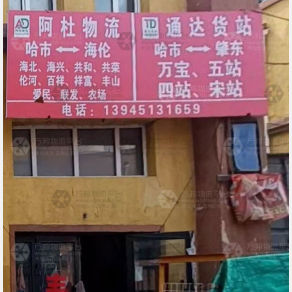 AD 阿杜物流
哈市⟷海伦
海北、海兴、共和、共荣
伦河、百祥、祥富、丰山
爱民、联发、农场
TD 通达货站
哈市⟷肇东
万宝、五站
四站、宋站
电话：13945131659